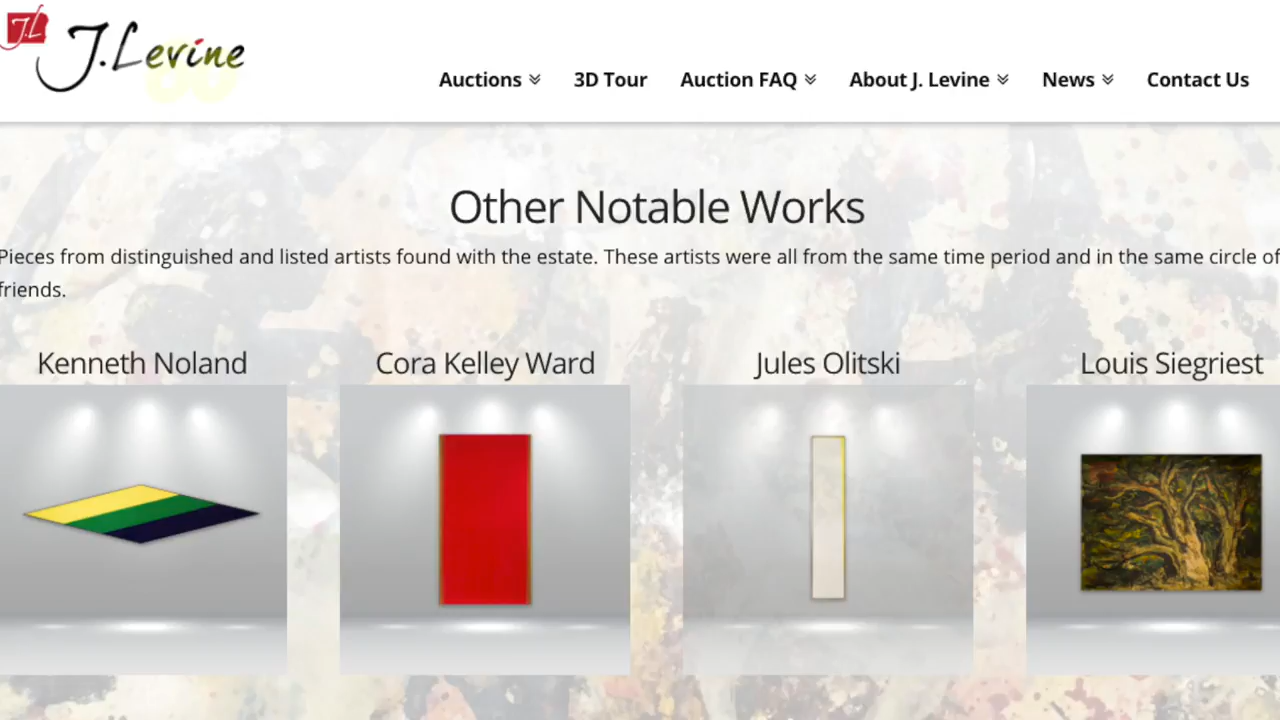 J.L
J.Levine
Auctions
3D Tour
Auction FAQ
About J. Levine
News
Contact Us
Other Notable Works
Pieces from distinguished and listed artists found with the estate. These artists were all from the same time period and in the same circle of
friends.
Kenneth Noland
Cora Kelley Ward
Jules Olitski
Louis Siegriest